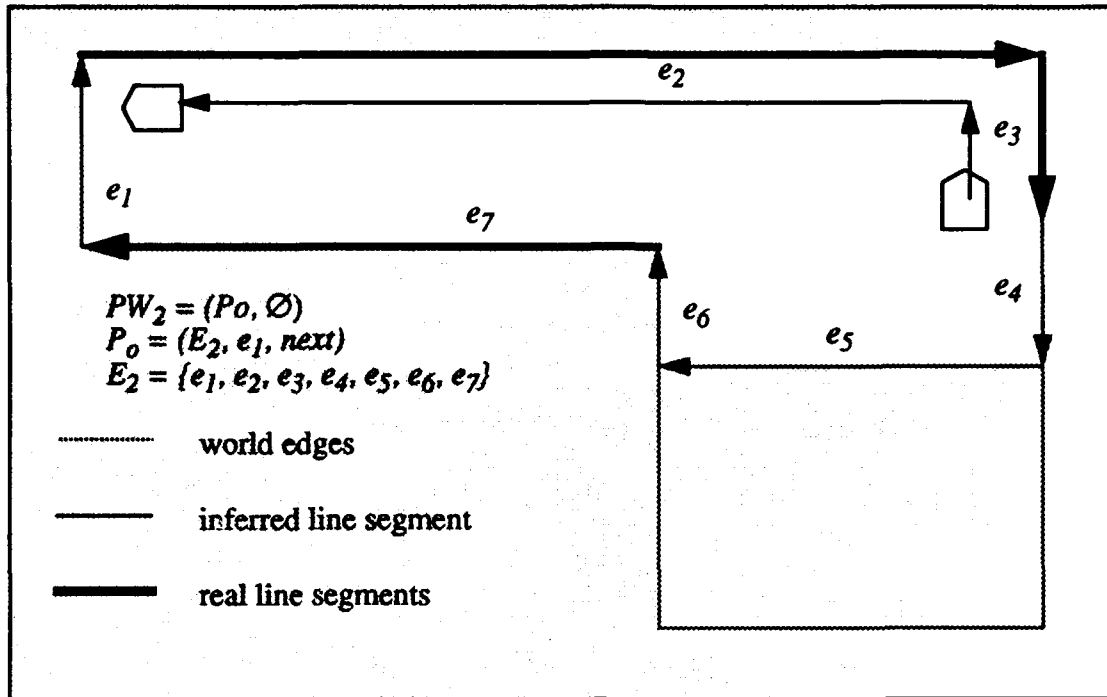 e2
e3
e1
e7
e4
e6
e5
PW2 = (Po, Ø)
Po = (E2, e1, next)
E2 = {e1, e2, e3, e4, e5, e6, e7}
world edges
inferred line segment
real line segments